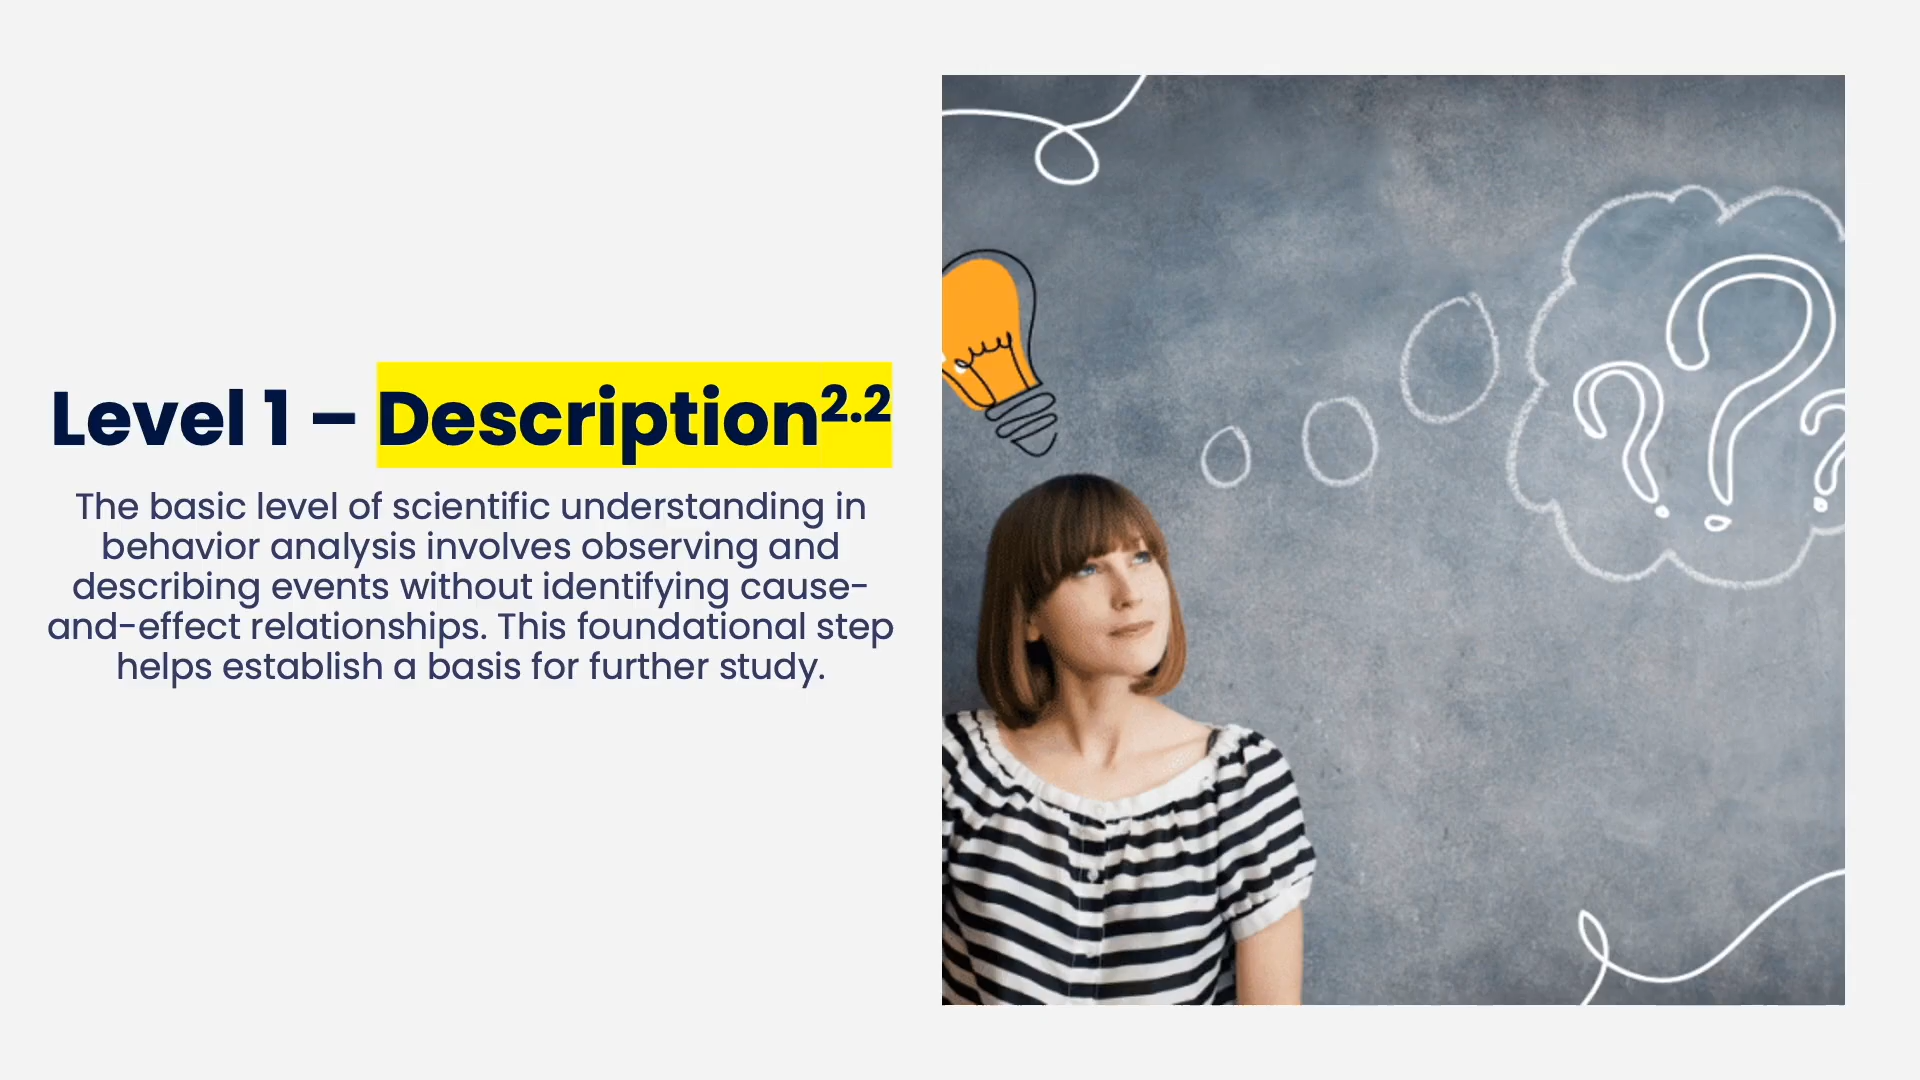 Level 1 – Description2.2
The basic level of scientific understanding in
behavior analysis involves observing and
describing events without identifying cause-
and-effect relationships. This foundational step
helps establish a basis for further study.
? ? ?